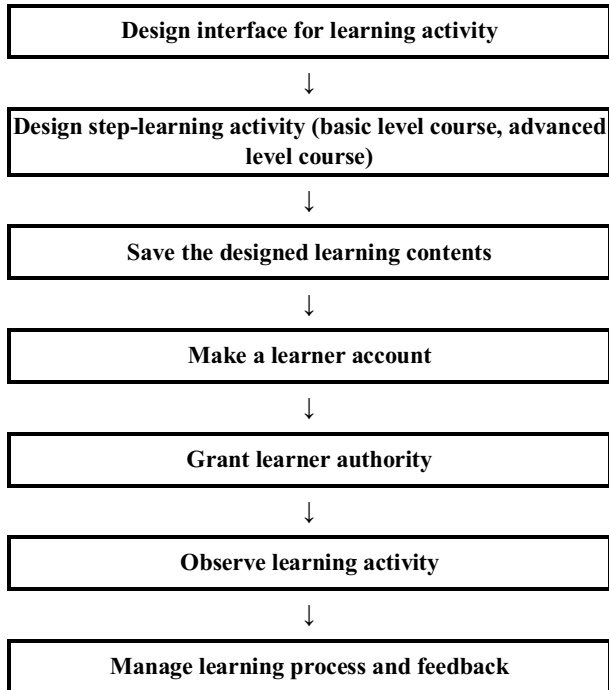 Design interface for learning activity
↓
Design step-learning activity (basic level course, advanced
level course)
↓
Save the designed learning contents
↓
Make a learner account
↓
Grant learner authority
↓
Observe learning activity
↓
Manage learning process and feedback